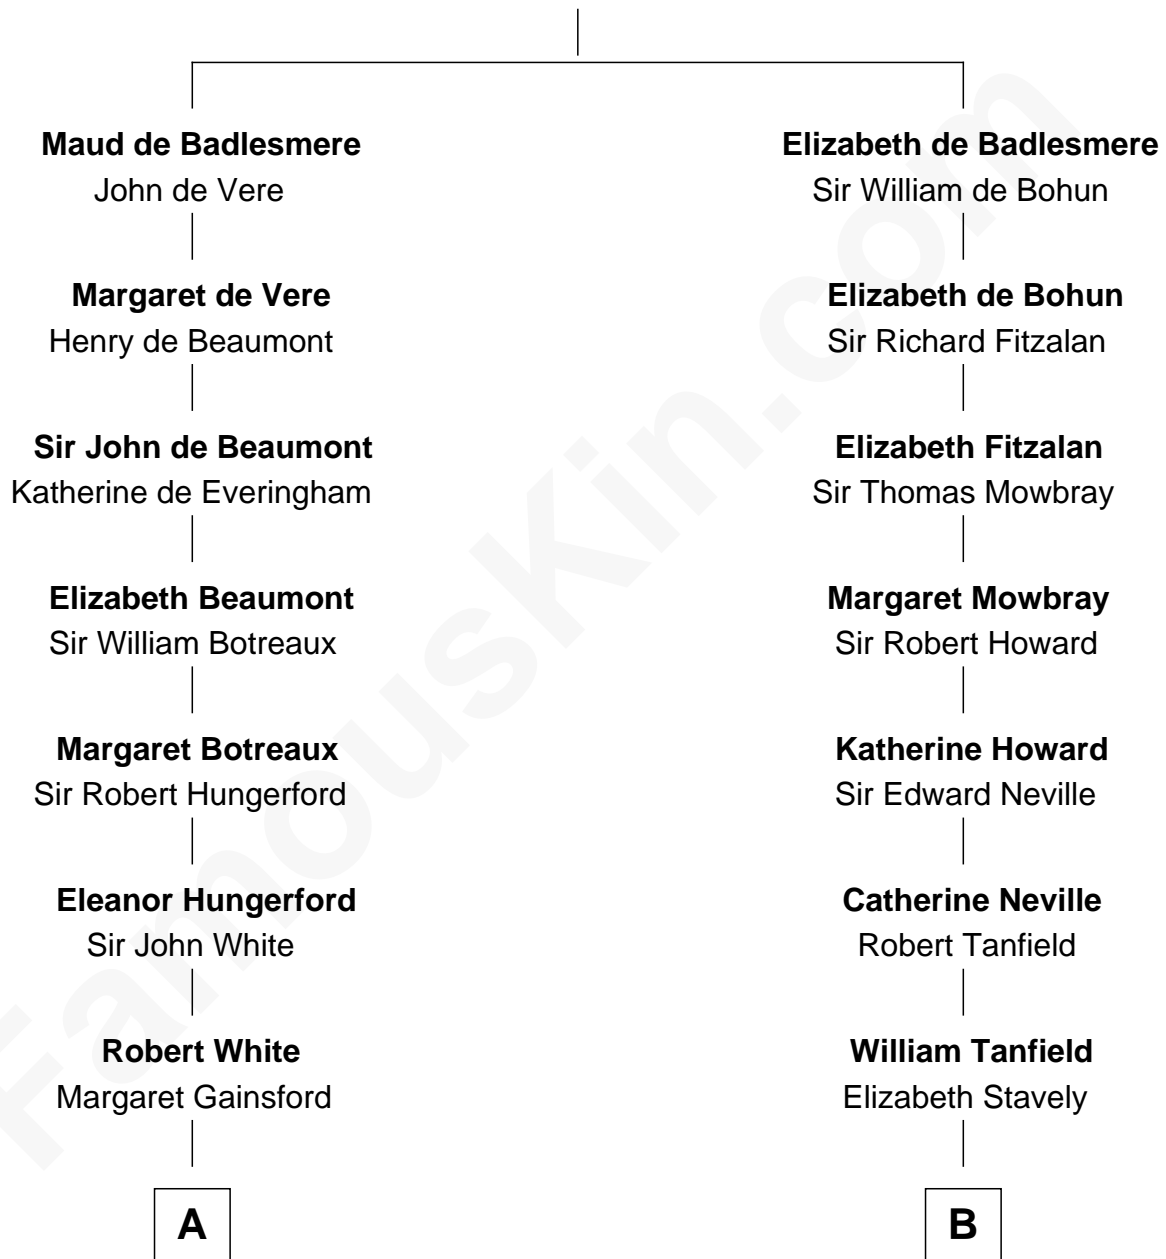 Maud de Badlesmere
John de Vere
Margaret de Vere
Henry de Beaumont
Sir John de Beaumont
Katherine de Everingham
Elizabeth Beaumont
Sir William Botreaux
Margaret Botreaux
Sir Robert Hungerford
Eleanor Hungerford
Sir John White
Robert White
Margaret Gainsford
A
Elizabeth de Badlesmere
Sir William de Bohun
Elizabeth de Bohun
Sir Richard Fitzalan
Elizabeth Fitzalan
Sir Thomas Mowbray
Margaret Mowbray
Sir Robert Howard
Katherine Howard
Sir Edward Neville
Catherine Neville
Robert Tanfield
William Tanfield
Elizabeth Stavely
B
FamousKin.com